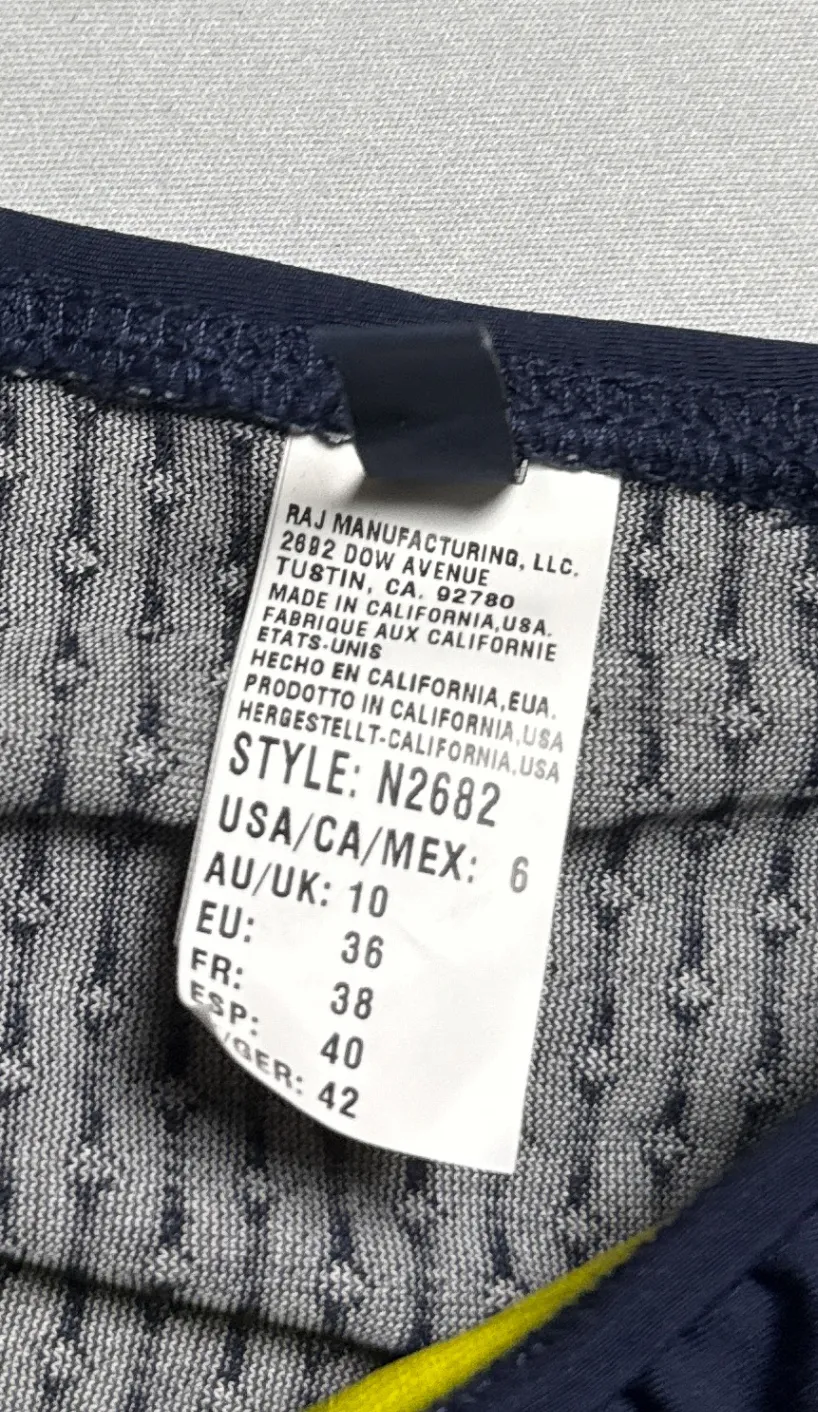 RAJ MANUFACTURING, LLC.
2692 DOW AVENUE
TUSTIN, CA. 92780
MADE IN CALIFORNIA,USA.
FABRIQUE AUX CALIFORNIE
ETATS-UNIS
HECHO EN CALIFORNIA,EUA.
PRODOTTO IN CALIFORNIA,USA
HERGESTELLT-CALIFORNIA,USA
STYLE: N2682
USA/CA/MEX: 6
AU/UK: 10
EU: 36
FR: 38
ESP: 40
/GER: 42